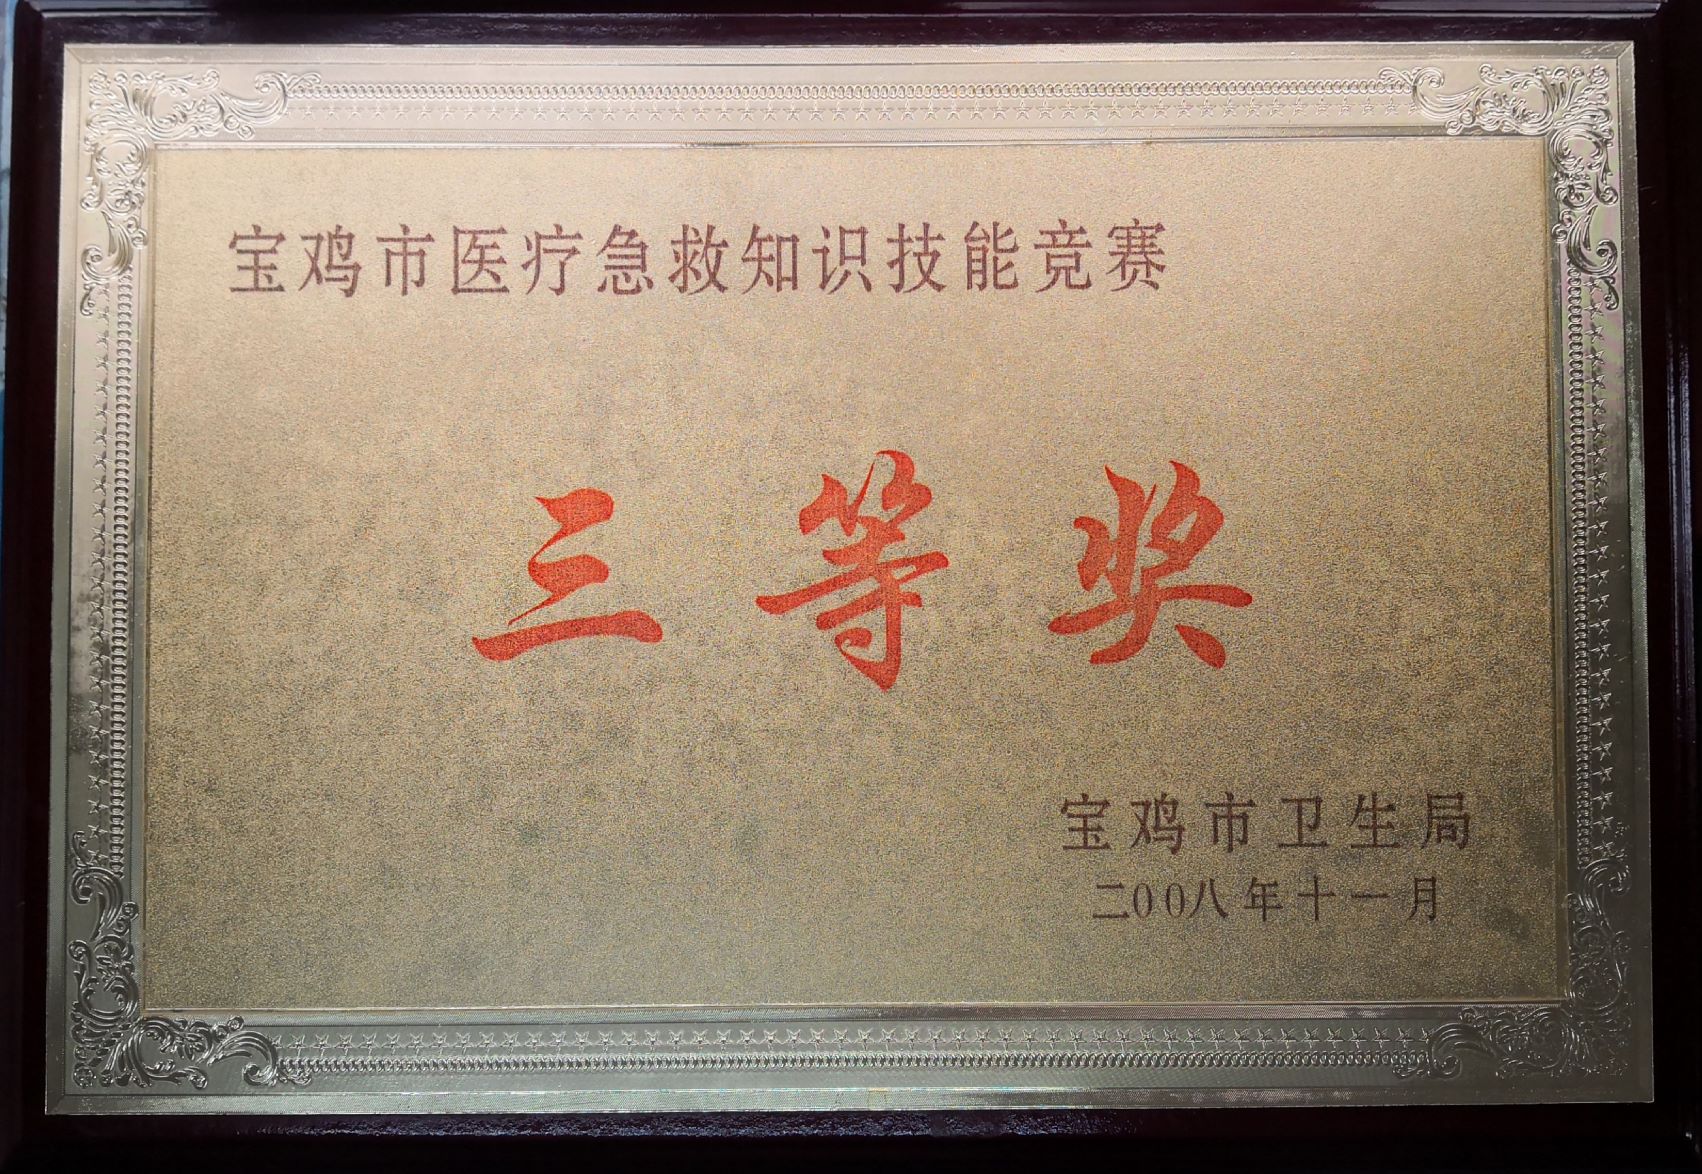 宝鸡市医疗急救知识技能竞赛
三等奖
宝鸡市卫生局
二00八年十一月